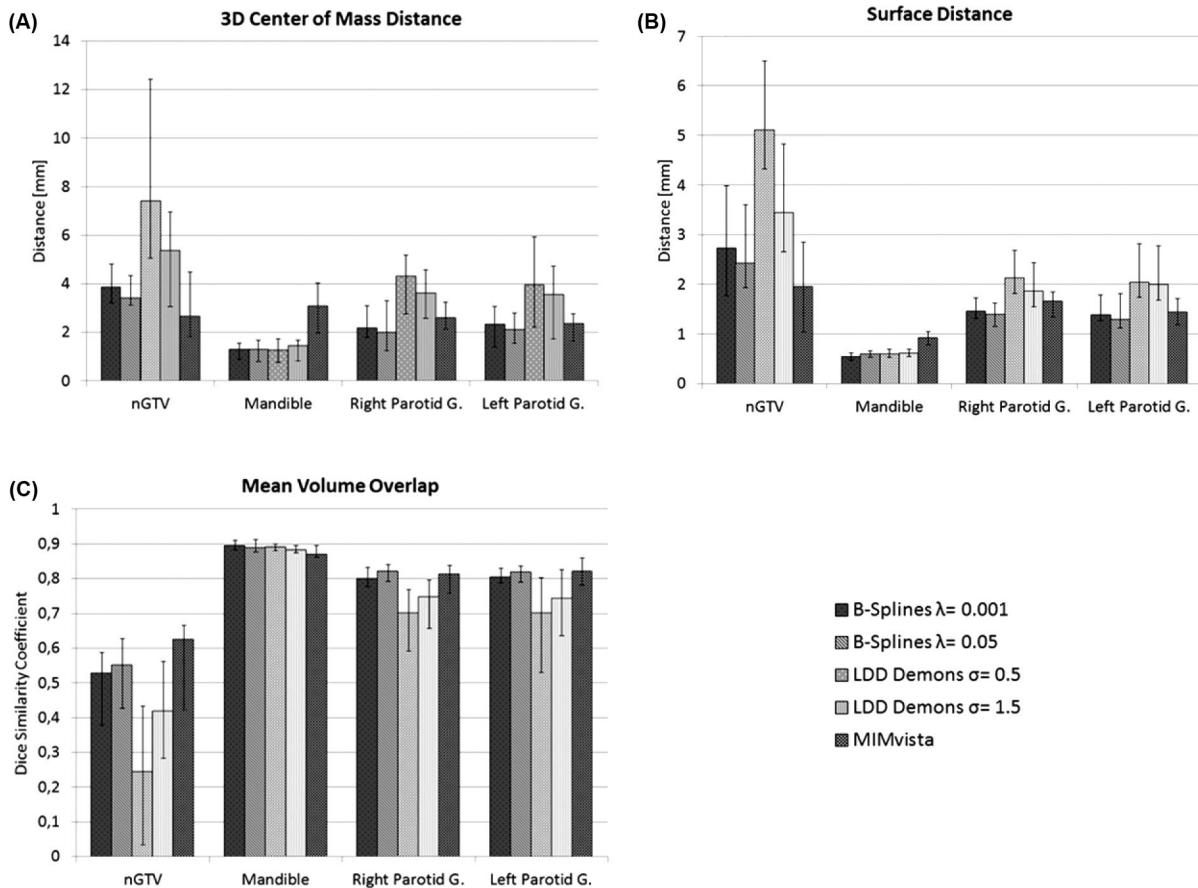 (A)
3D Center of Mass Distance
14
12
10
8
6
4
2
0
Distance [mm]
nGTV Mandible Right Parotid G. Left Parotid G.
(B)
Surface Distance
7
6
5
4
3
2
1
0
Distance [mm]
nGTV Mandible Right Parotid G. Left Parotid G.
(C)
Mean Volume Overlap
1
0,9
0,8
0,7
0,6
0,5
0,4
0,3
0,2
0,1
0
Dice Similarity Coefficient
nGTV Mandible Right Parotid G. Left Parotid G.
B-Splines λ= 0.001
B-Splines λ= 0.05
LDD Demons σ= 0.5
LDD Demons σ= 1.5
MIMvista